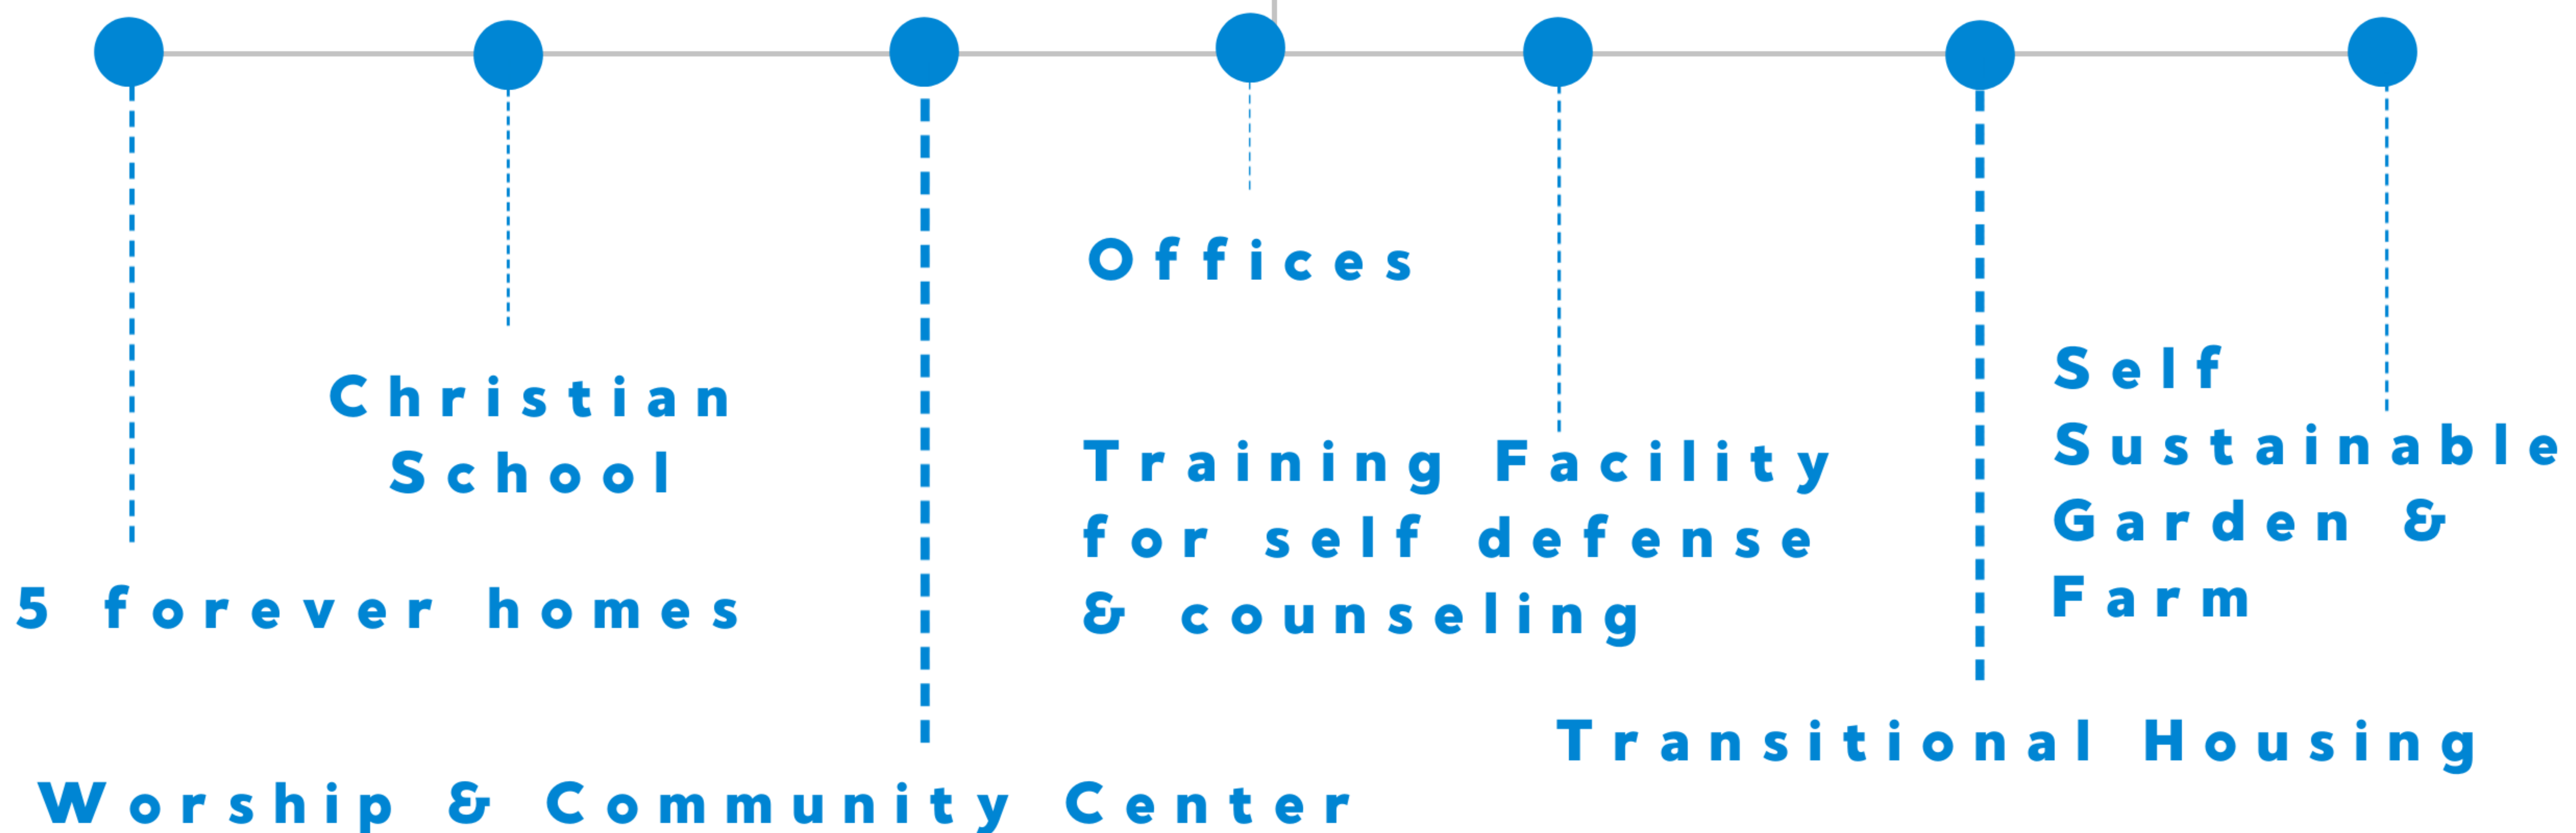 5 forever homes
Christian
School
Worship & Community Center
Offices
Training Facility
for self defense
& counseling
Transitional Housing
Self
Sustainable
Garden &
Farm